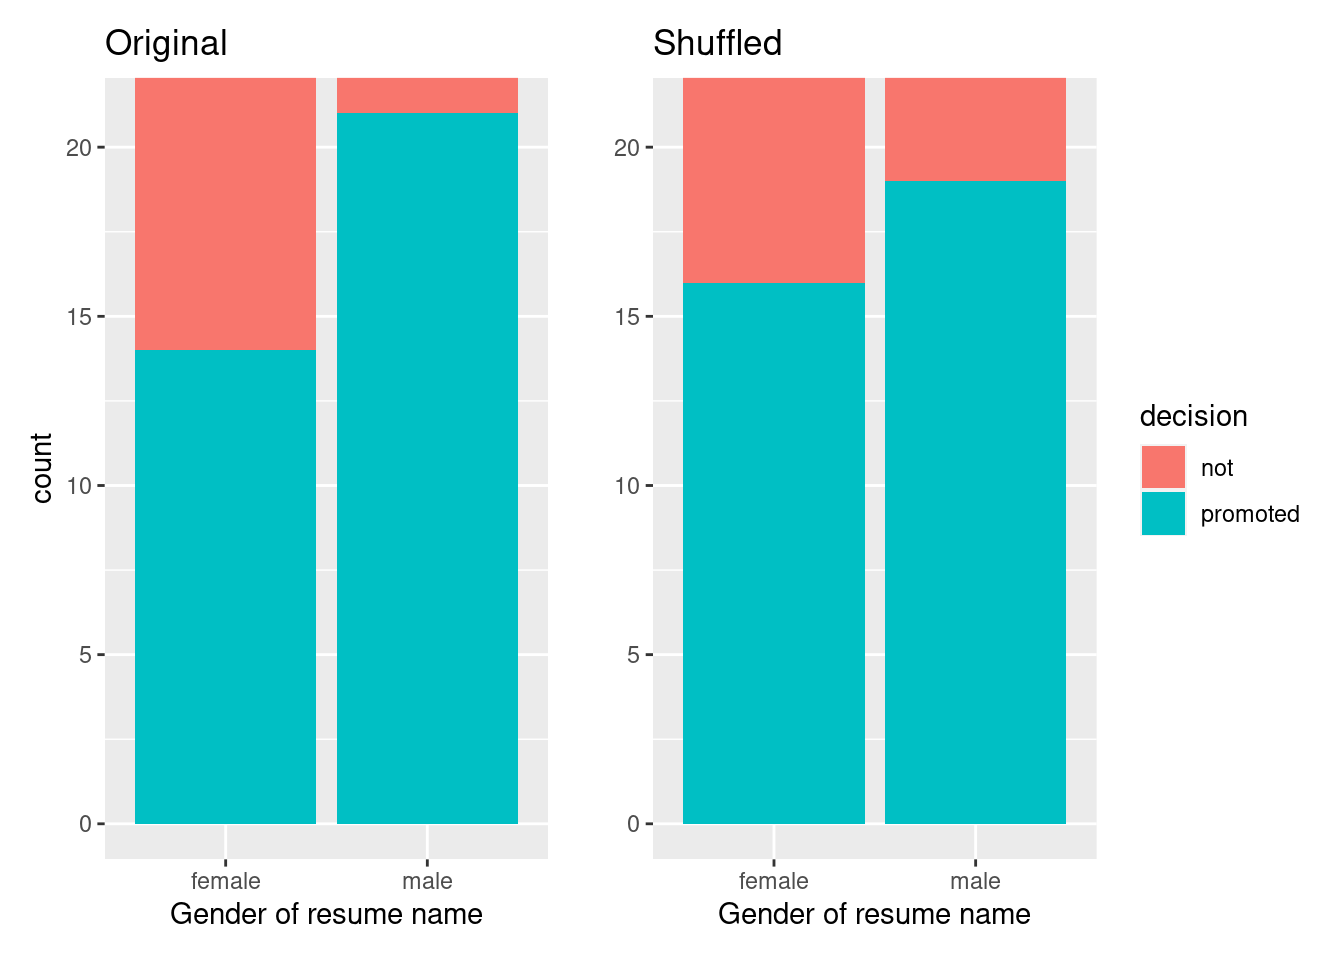 Original
count
20
15
10
5
0
female male
Gender of resume name
Shuffled
20
15
10
5
0
female male
Gender of resume name
decision
not
promoted